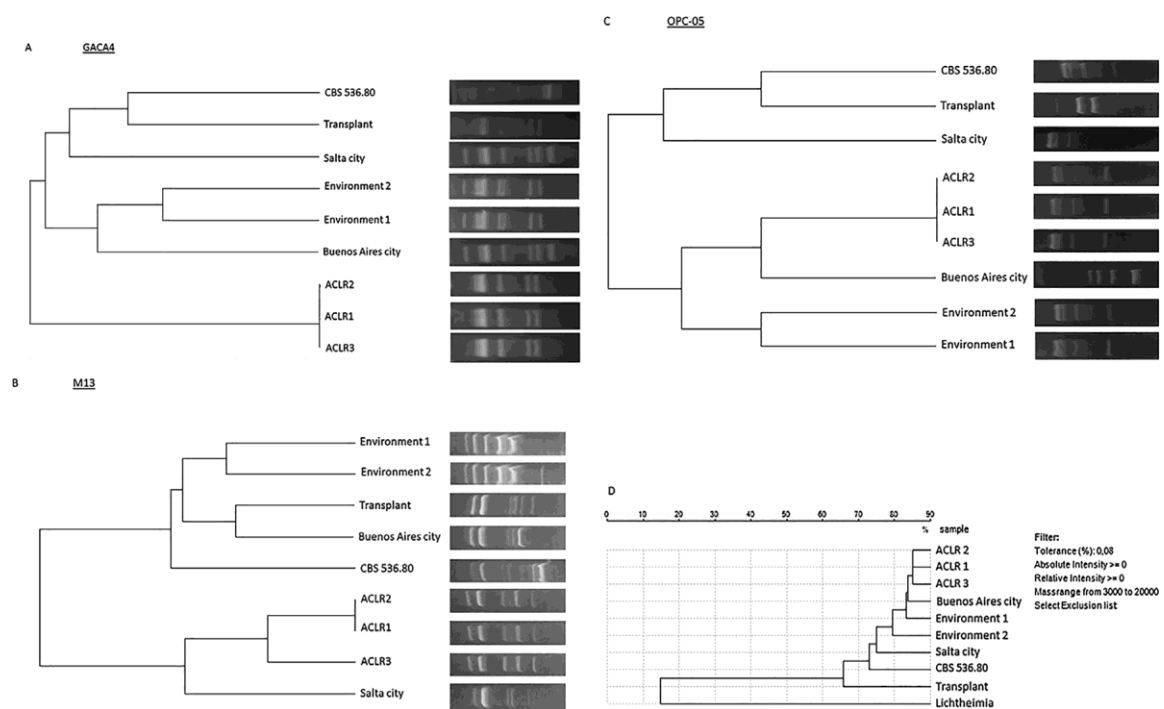 A GACA4
CBS 536.80
Transplant
Salta city
Environment 2
Environment 1
Buenos Aires city
ACLR2
ACLR1
ACLR3
B M13
Environment 1
Environment 2
Transplant
Buenos Aires city
CBS 536.80
ACLR2
ACLR1
ACLR3
Salta city
C OPC-05
CBS 536.80
Transplant
Salta city
ACLR2
ACLR1
ACLR3
Buenos Aires city
Environment 2
Environment 1
D
0 10 20 30 40 50 60 70 80 90
% sample
ACLR 2
ACLR 1
ACLR 3
Buenos Aires city
Environment 1
Environment 2
Salta city
CBS 536.80
Transplant
Lichtheimia
Filter:
Tolerance (%): 0,08
Absolute Intensity >= 0
Relative Intensity >= 0
Massrange from 3000 to 20000
Select Exclusion list